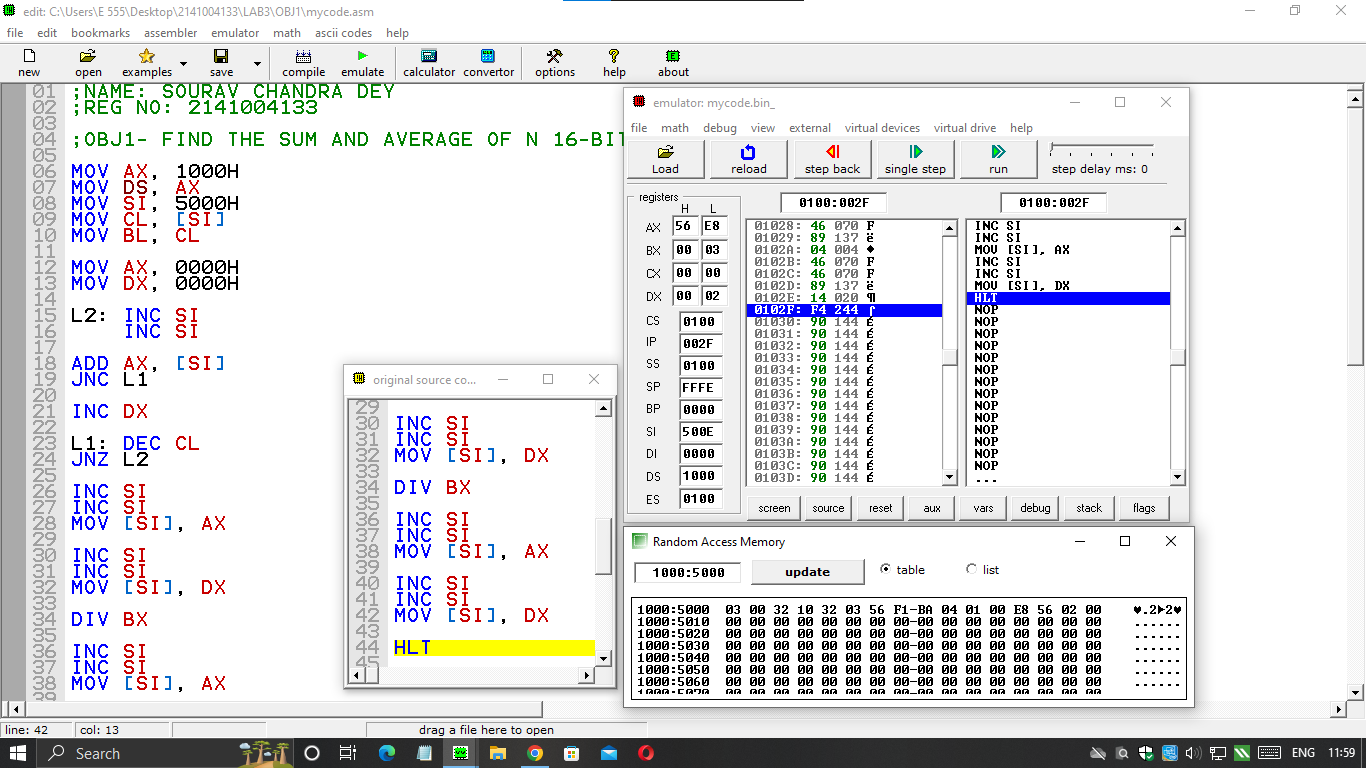 edit: C:\Users\E 555\Desktop\2141004133\LAB3\OBJ1\mycode.asm
file edit bookmarks assembler emulator math ascii codes help
new open examples save compile emulate calculator convertor options help about
01 ;NAME: SOURAV CHANDRA DEY
02 ;REG NO: 2141004133
03
04 ;OBJ1- FIND THE SUM AND AVERAGE OF N 16-BIT
05
06 MOV AX, 1000H
07 MOV DS, AX
08 MOV SI, 5000H
09 MOV CL, [SI]
10 MOV BL, CL
11
12 MOV AX, 0000H
13 MOV DX, 0000H
14
15 L2: INC SI
16 INC SI
17
18 ADD AX, [SI]
19 JNC L1
20
21 INC DX
22
23 L1: DEC CL
24 JNZ L2
25
26 INC SI
27 INC SI
28 MOV [SI], AX
29
30 INC SI
31 INC SI
32 MOV [SI], DX
33
34 DIV BX
35
36 INC SI
37 INC SI
38 MOV [SI], AX
39
line: 42 col: 13 drag a file here to open
original source co...
29
30 INC SI
31 INC SI
32 MOV [SI], DX
33
34 DIV BX
35
36 INC SI
37 INC SI
38 MOV [SI], AX
39
40 INC SI
41 INC SI
42 MOV [SI], DX
43
44 HLT
45
emulator: mycode.bin_
file math debug view external virtual devices virtual drive help
Load reload step back single step run step delay ms: 0
registers
H L
AX 56 E8
BX 00 03
CX 00 00
DX 00 02
CS 0100
IP 002F
SS 0100
SP FFFE
BP 0000
SI 500E
DI 0000
DS 1000
ES 0100
0100:002F
01028: 46 070 F
01029: 89 137 ë
0102A: 04 004 ♦
0102B: 46 070 F
0102C: 46 070 F
0102D: 89 137 ë
0102E: 14 020 ¶
0102F: F4 244 ⌠
01030: 90 144 É
01031: 90 144 É
01032: 90 144 É
01033: 90 144 É
01034: 90 144 É
01035: 90 144 É
01036: 90 144 É
01037: 90 144 É
01038: 90 144 É
01039: 90 144 É
0103A: 90 144 É
0103B: 90 144 É
0103C: 90 144 É
0103D: 90 144 É
0100:002F
INC SI
INC SI
MOV [SI], AX
INC SI
INC SI
MOV [SI], DX
HLT
NOP
NOP
NOP
NOP
NOP
NOP
NOP
NOP
NOP
NOP
NOP
NOP
NOP
NOP
...
screen source reset aux vars debug stack flags
Random Access Memory
1000:5000 update table list
1000:5000 03 00 32 10 32 03 56 F1-BA 04 01 00 E8 56 02 00 ♥.2►2♥
1000:5010 00 00 00 00 00 00 00 00-00 00 00 00 00 00 00 00 ......
1000:5020 00 00 00 00 00 00 00 00-00 00 00 00 00 00 00 00 ......
1000:5030 00 00 00 00 00 00 00 00-00 00 00 00 00 00 00 00 ......
1000:5040 00 00 00 00 00 00 00 00-00 00 00 00 00 00 00 00 ......
1000:5050 00 00 00 00 00 00 00 00-00 00 00 00 00 00 00 00 ......
1000:5060 00 00 00 00 00 00 00 00-00 00 00 00 00 00 00 00 ......
1000:5070 00 00 00 00 00 00 00 00-00 00 00 00 00 00 00 00 ......
Search
ENG 11:59